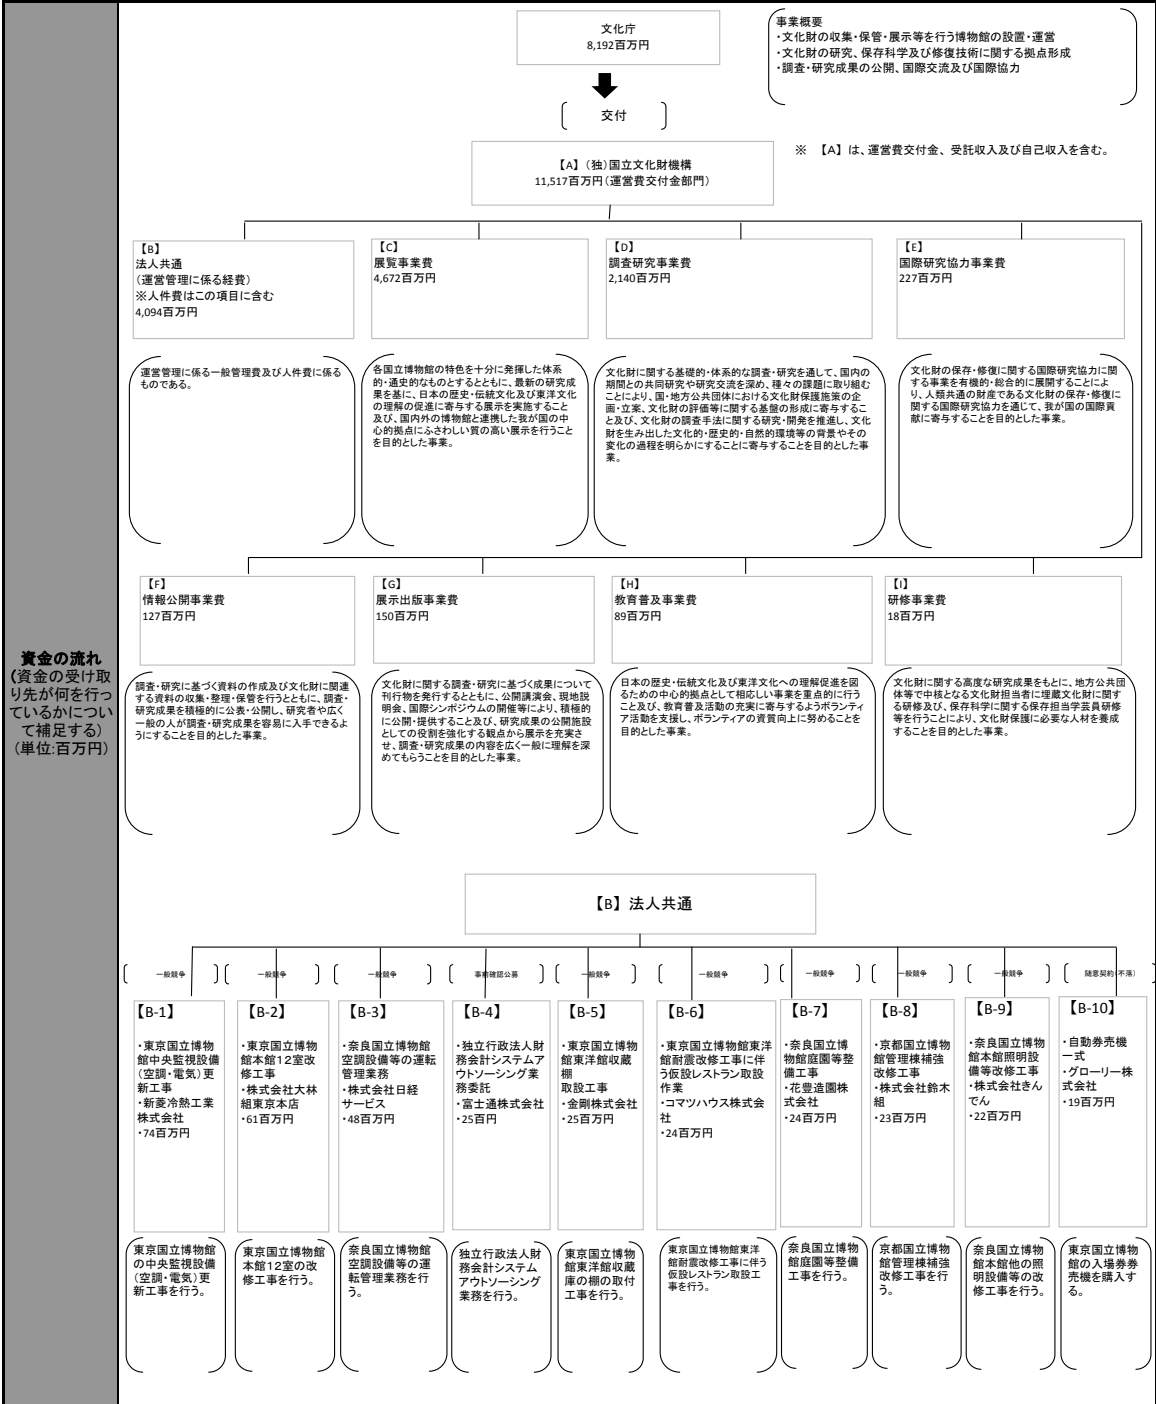 資金の流れ
(資金の受け取
り先が何を行っ
ているかについ
て補足する)
(単位:百万円)
文化庁
8,192百万円
事業概要
・文化財の収集・保管・展示等を行う博物館の設置・運営
・文化財の研究、保存科学及び修復技術に関する拠点形成
・調査・研究成果の公開、国際交流及び国際協力
交付
【A】（独）国立文化財機構
11,517百万円(運営費交付金部門)
※　【A】は、運営費交付金、受託収入及び自己収入を含む。
【B】
法人共通
(運営管理に係る経費)
※人件費はこの項目に含む
4,094百万円
【C】
展覧事業費
4,672百万円
【D】
調査研究事業費
2,140百万円
【E】
国際研究協力事業費
227百万円
運営管理に係る一般管理費及び人件費に係る
ものである。
各国立博物館の特色を十分に発揮した体系
的・通史的なものとするとともに、最新の研究成
果を基に、日本の歴史・伝統文化及び東洋文化
の理解の促進に寄与する展示を実施すること
及び、国内外の博物館と連携した我が国の中
心的拠点にふさわしい質の高い展示を行うこと
を目的とした事業。
文化財に関する基礎的・体系的な調査・研究を通して、国内の
期間との共同研究や研究交流を深め、種々の課題に取り組む
ことにより、国・地方公共団体における文化財保護施策の企
画・立案、文化財の評価等に関する基盤の形成に寄与するこ
と及び、文化財の調査手法に関する研究・開発を推進し、文化
財を生み出した文化的・歴史的・自然的環境等の背景やその
変化の過程を明らかにすることに寄与することを目的とした事
業。
文化財の保存・修復に関する国際研究協力に関
する事業を有機的・総合的に展開することによ
り、人類共通の財産である文化財の保存・修復
に関する国際研究協力を通じて、我が国の国際貢
献に寄与することを目的とした事業。
【F】
情報公開事業費
127百万円
【G】
展示出版事業費
150百万円
【H】
教育普及事業費
89百万円
【I】
研修事業費
18百万円
調査・研究に基づく資料の作成及び文化財に関連
する資料の収集・整理・保管を行うとともに、調査・
研究成果を積極的に公表・公開し、研究者や広く
一般の人が調査・研究成果を容易に入手できるよ
うにすることを目的とした事業。
文化財に関する調査・研究に基づく成果について
刊行物を発行するとともに、公開講演会、現地説
明会、国際シンポジウムの開催等により、積極的
に公開・提供すること及び、研究成果の公開施設
としての役割を強化する観点から展示を充実さ
せ、調査・研究成果の内容を広く一般に理解を深
めてもらうことを目的とした事業。
日本の歴史・伝統文化及び東洋文化への理解促進を図
るための中心的拠点として相応しい事業を重点的に行う
こと及び、教育普及活動の充実に寄与するようボランティ
ア活動を支援し、ボランティアの資質向上に努めることを
目的とした事業。
文化財に関する高度な研究成果をもとに、地方公共団
体等で中核となる文化財担当者に埋蔵文化財に関す
る研修及び、保存科学に関する保存担当学芸員研修
等を行うことにより、文化財保護に必要な人材を養成
することを目的とした事業。
【B】法人共通
一般競争
一般競争
一般競争
事前確認公募
一般競争
一般競争
一般競争
一般競争
一般競争
随意契約(不落)
【B-1】
・東京国立博物
館中央監視設備
(空調・電気)更
新工事
・新菱冷熱工業
株式会社
・74百万円
【B-2】
・東京国立博物
館本館１２室改
修工事
・株式会社大林
組東京本店
・61百万円
【B-3】
・奈良国立博物館
空調設備等の運転
管理業務
・株式会社日経
サービス
・48百万円
【B-4】
・独立行政法人財
務会計システムア
ウトソーシング業
務委託
・富士通株式会社
・25百円
【B-5】
・東京国立博物
館東洋館収蔵
棚
取設工事
・金剛株式会社
・25百万円
【B-6】
・東京国立博物館東洋
館耐震改修工事に伴
う仮設レストラン取設
作業
・コマツハウス株式会
社
・24百万円
【B-7】
・奈良国立博
物館庭園等整
備工事
・花豊造園株
式会社
・24百万円
【B-8】
・京都国立博物
館管理棟補強
改修工事
・株式会社鈴木
組
・23百万円
【B-9】
・奈良国立博物
館本館照明設
備等改修工事
・株式会社きん
でん
・22百万円
【B-10】
・自動券売機
一式
・グローリー株
式会社
・19百万円
東京国立博物館
の中央監視設備
(空調・電気)更
新工事を行う。
東京国立博物館
本館１２室の改
修工事を行う。
奈良国立博物館
空調設備等の運
転管理業務を行
う。
独立行政法人財
務会計システム
アウトソーシング
業務を行う。
東京国立博物
館東洋館収蔵
庫の棚の取付
工事を行う。
東京国立博物館東洋
館耐震改修工事に伴う
仮設レストラン取設工
事を行う。
奈良国立博
物館庭園等整備
工事を行う。
京都国立博物
館管理棟補強
改修工事を行
う。
奈良国立博物館
本館他の照
明設備等の改
修工事を行う。
東京国立博物
館の入場券券
売機を購入す
る。